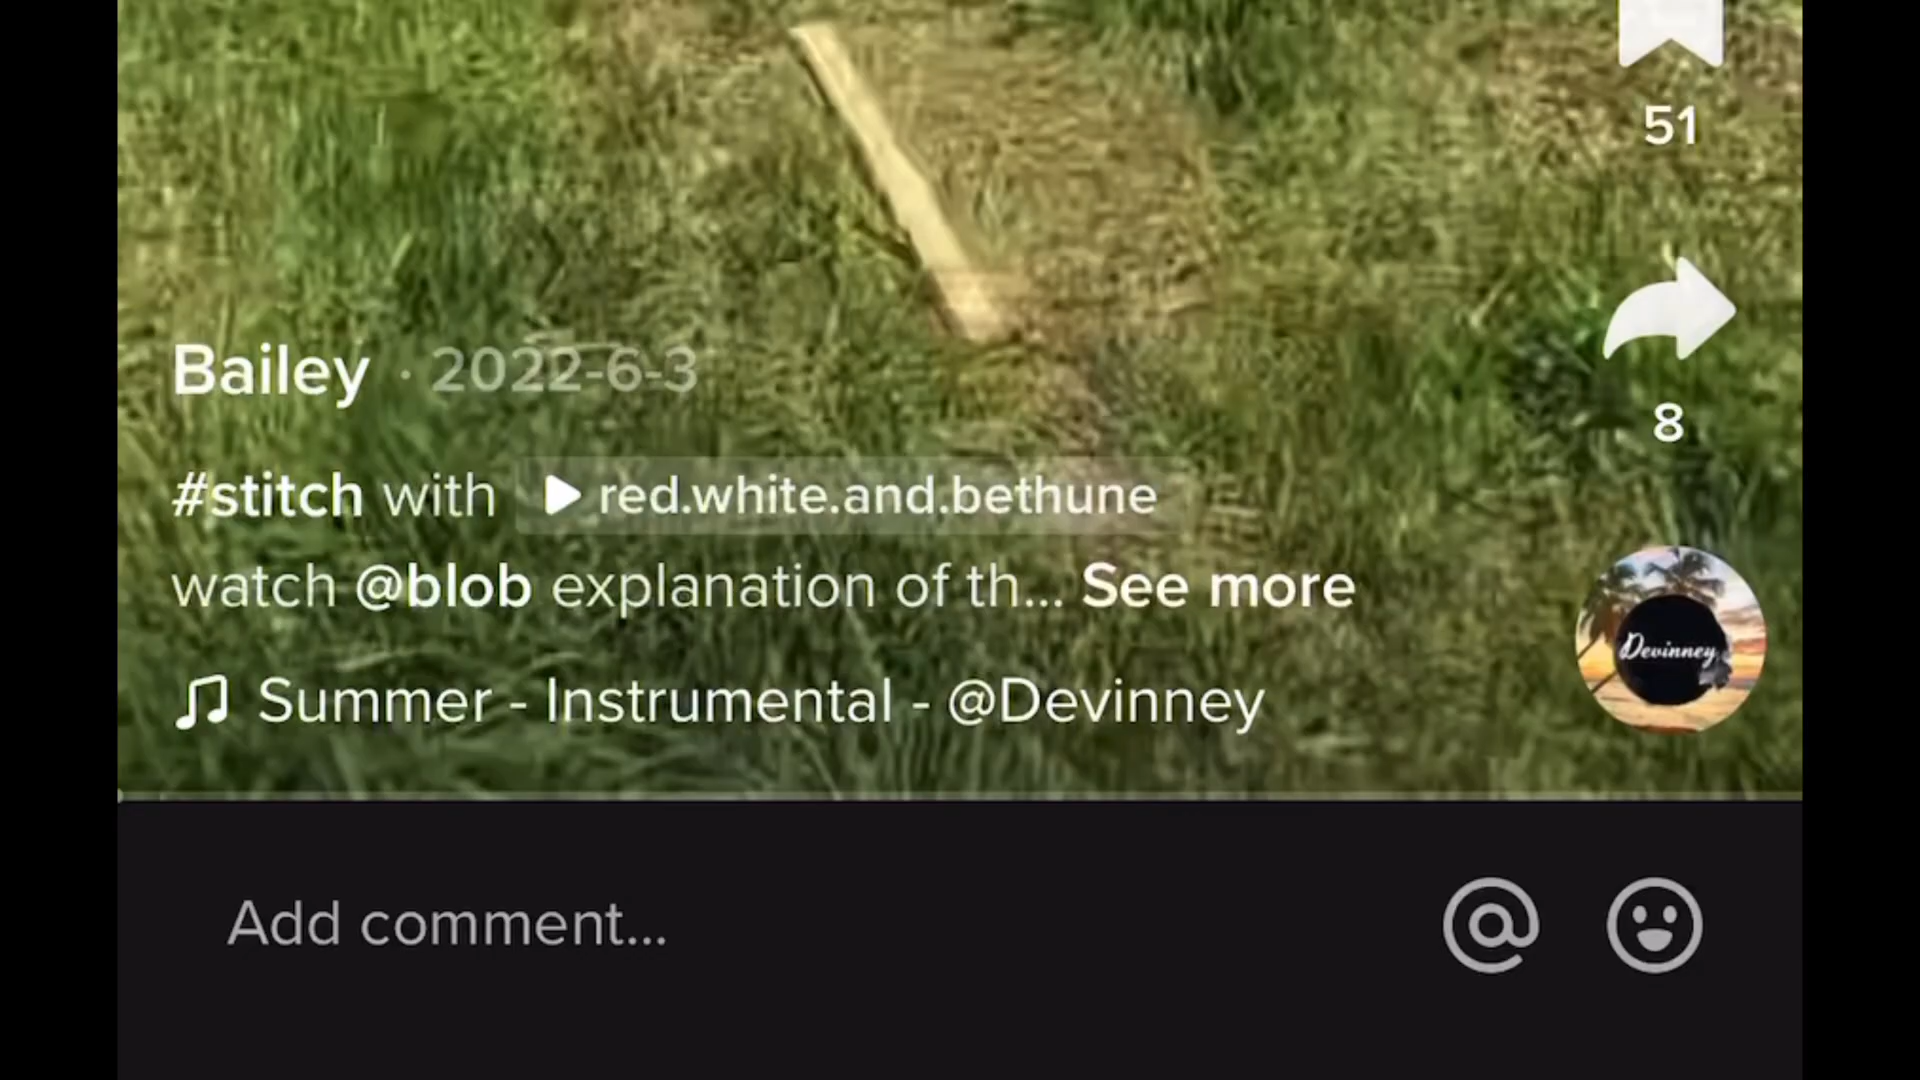 51
8
Bailey · 2022-6-3
#stitch with ▶ red.white.and.bethune
watch @blob explanation of th... See more
Summer - Instrumental - @Devinney
Devinney
Add comment...